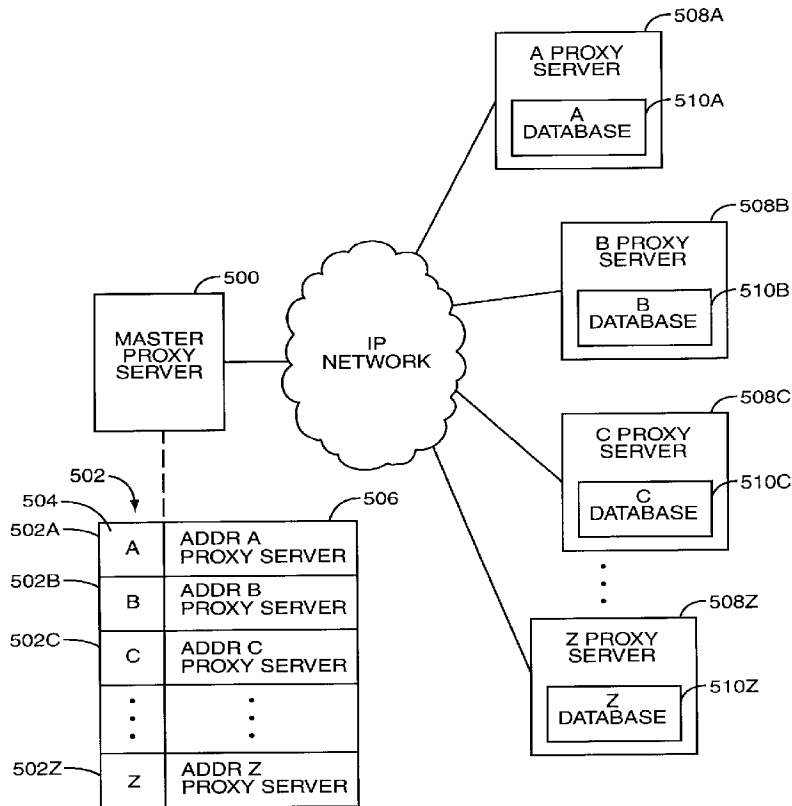 508A
A PROXY
SERVER
510A
A
DATABASE
508B
B PROXY
SERVER
510B
B
DATABASE
500
MASTER
PROXY
SERVER
IP
NETWORK
508C
C PROXY
SERVER
510C
C
DATABASE
502
504
506
502A
A
ADDR A
PROXY SERVER
502B
B
ADDR B
PROXY SERVER
502C
C
ADDR C
PROXY SERVER
502Z
Z
ADDR Z
PROXY SERVER
508Z
Z PROXY
SERVER
510Z
Z
DATABASE